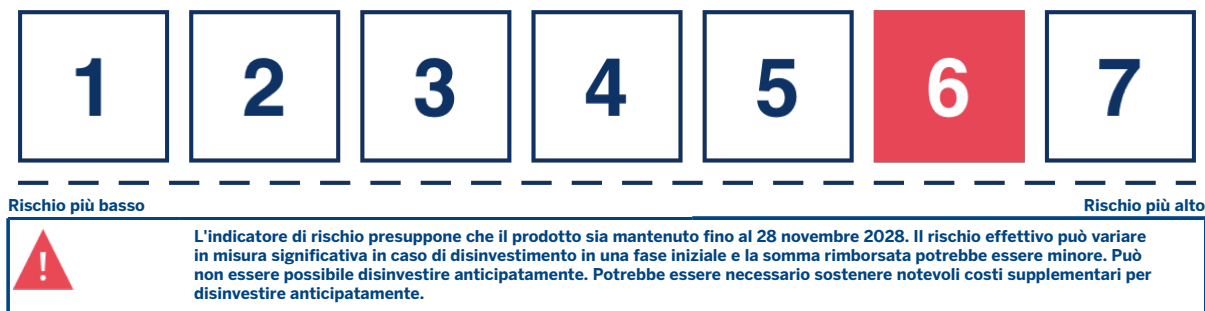 1 2 3 4 5 6 7
Rischio più basso Rischio più alto
!
L'indicatore di rischio presuppone che il prodotto sia mantenuto fino al 28 novembre 2028. Il rischio effettivo può variare
in misura significativa in caso di disinvestimento in una fase iniziale e la somma rimborsata potrebbe essere minore. Può
non essere possibile disinvestire anticipatamente. Potrebbe essere necessario sostenere notevoli costi supplementari per
disinvestire anticipatamente.